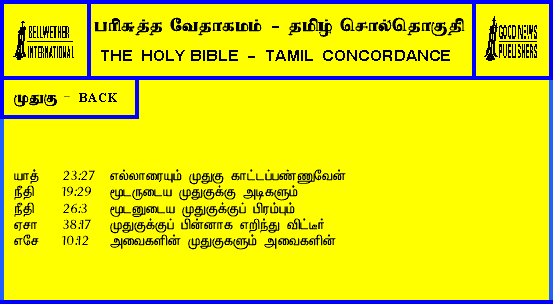 BELLWETHER
INTERNATIONAL
பரிசுத்த வேதாகமம் - தமிழ் சொல்தொகுதி
THE HOLY BIBLE - TAMIL CONCORDANCE
GOOD NEWS
PUBLISHERS
முதுகு - BACK
யாத் 23:27 எல்லாரையும் முதுகு காட்டப்பண்ணுவேன்
நீதி 19:29 மூடருடைய முதுகுக்கு அடிகளும்
நீதி 26:3 மூடனுடைய முதுகுக்குப் பிரம்பும்
ஏசா 38:17 முதுகுக்குப் பின்னாக எறிந்து விட்டீர்
எசே 10:12 அவைகளின் முதுகுகளும் அவைகளின்